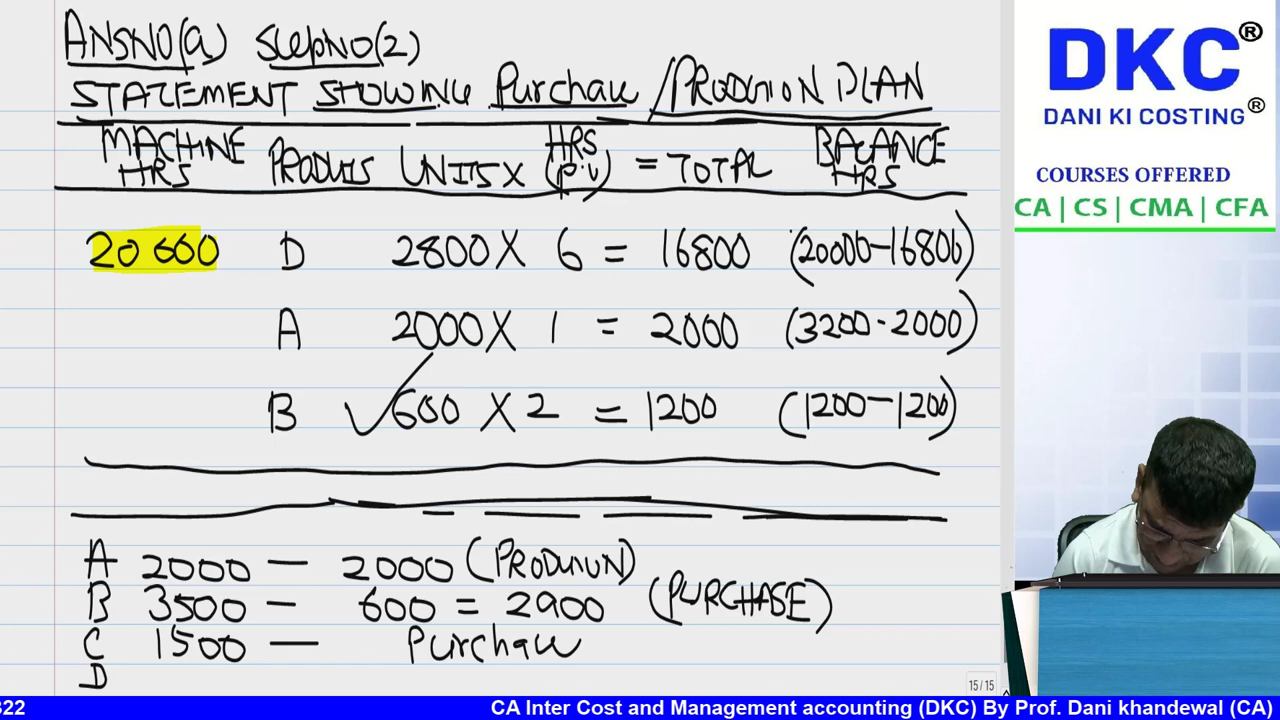 ANSNO(a) StepNO(2)
STATEMENT SHOWING Purchase / PRODUCTION PLAN
MACHINE HRS PRODUCTS UNITS X HRS (P.U) = TOTAL BALANCE HRS
20 000 D 2800 X 6 = 16800 (20000-16800)
A 2000 X 1 = 2000 (3200-2000)
B √600 X 2 = 1200 (1200-1200)
A 2000 — 2000 (PRODUCTION)
B 3500 - 600 = 2900 (PURCHASE)
C 1500 — Purchase
D
15/15
DKC®
DANI KI COSTING®
COURSES OFFERED
CA | CS | CMA | CFA
322 CA Inter Cost and Management accounting (DKC) By Prof. Dani khandewal (CA)